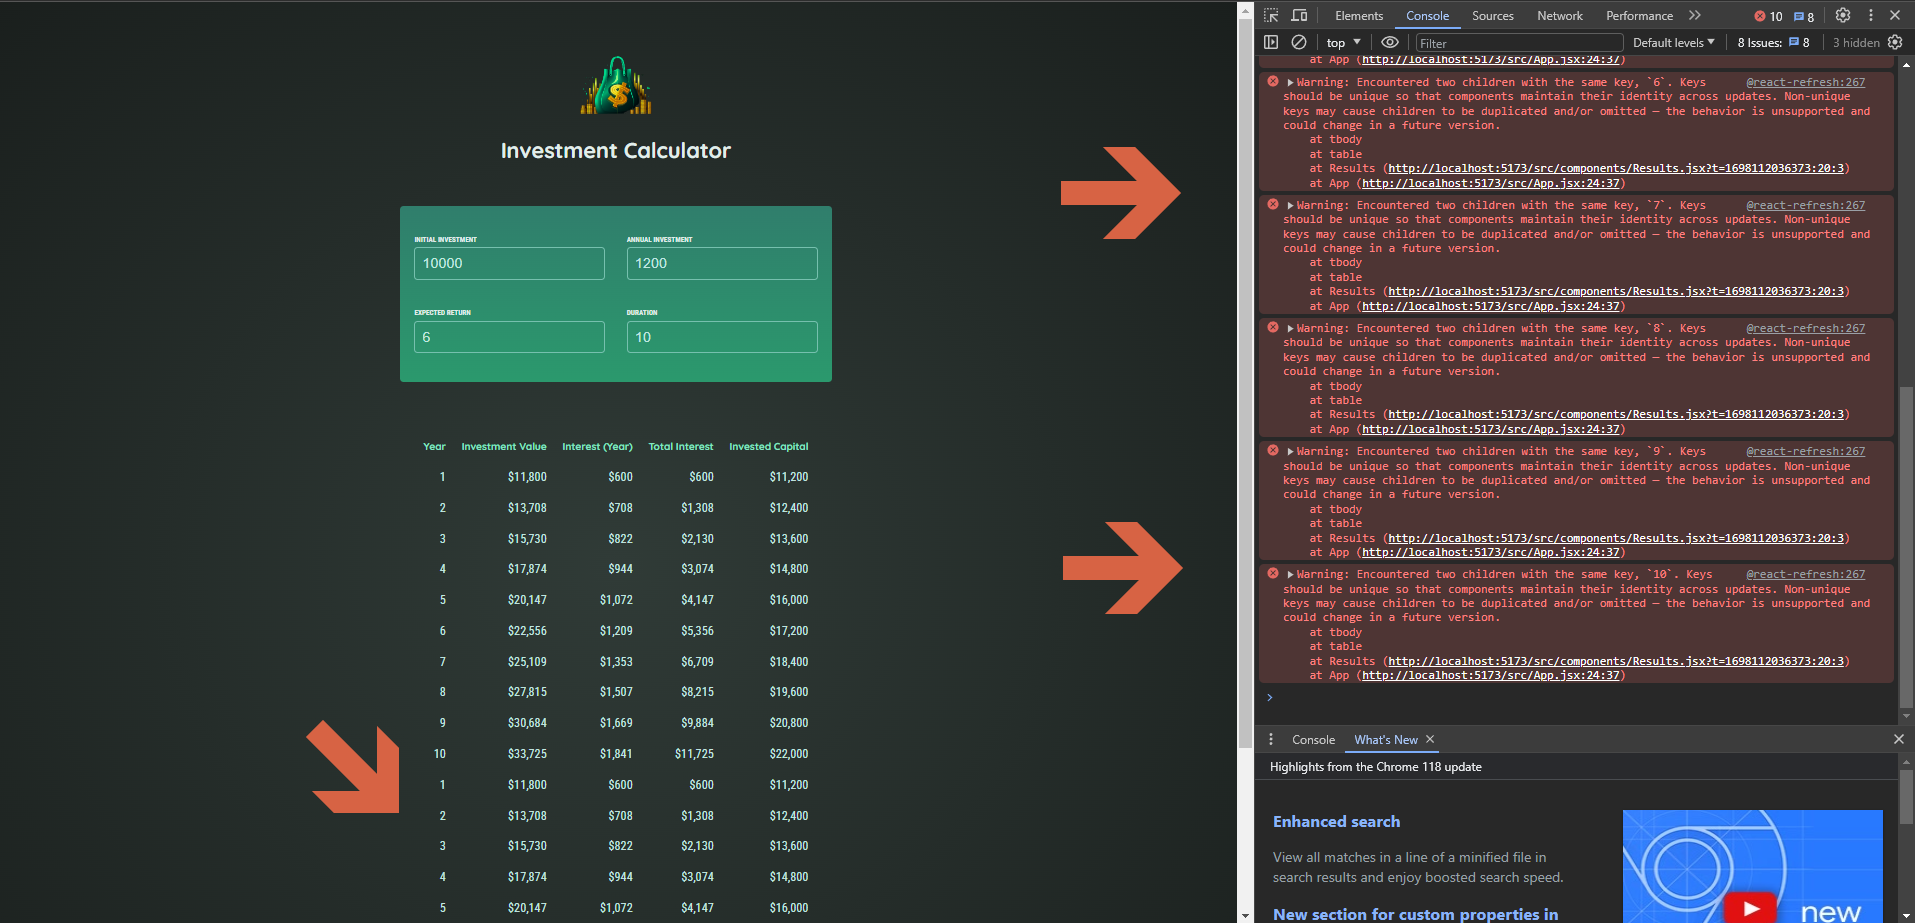 Investment Calculator
INITIAL INVESTMENT
ANNUAL INVESTMENT
10000
1200
EXPECTED RETURN
DURATION
6
10
Year Investment Value Interest (Year) Total Interest Invested Capital
1 $11,800 $600 $600 $11,200
2 $13,708 $708 $1,308 $12,400
3 $15,730 $822 $2,130 $13,600
4 $17,874 $944 $3,074 $14,800
5 $20,147 $1,072 $4,147 $16,000
6 $22,556 $1,209 $5,356 $17,200
7 $25,109 $1,353 $6,709 $18,400
8 $27,815 $1,507 $8,215 $19,600
9 $30,684 $1,669 $9,884 $20,800
10 $33,725 $1,841 $11,725 $22,000
1 $11,800 $600 $600 $11,200
2 $13,708 $708 $1,308 $12,400
3 $15,730 $822 $2,130 $13,600
4 $17,874 $944 $3,074 $14,800
5 $20,147 $1,072 $4,147 $16,000
Elements Console Sources Network Performance 10 8
top Filter Default levels 8 Issues: 8 3 hidden
at App (http://localhost:5173/src/App.jsx:24:37)
Warning: Encountered two children with the same key, `6`. Keys @react-refresh:267
should be unique so that components maintain their identity across updates. Non-unique
keys may cause children to be duplicated and/or omitted — the behavior is unsupported and
could change in a future version.
at tbody
at table
at Results (http://localhost:5173/src/components/Results.jsx?t=1698112036373:20:3)
at App (http://localhost:5173/src/App.jsx:24:37)
Warning: Encountered two children with the same key, `7`. Keys @react-refresh:267
should be unique so that components maintain their identity across updates. Non-unique
keys may cause children to be duplicated and/or omitted — the behavior is unsupported and
could change in a future version.
at tbody
at table
at Results (http://localhost:5173/src/components/Results.jsx?t=1698112036373:20:3)
at App (http://localhost:5173/src/App.jsx:24:37)
Warning: Encountered two children with the same key, `8`. Keys @react-refresh:267
should be unique so that components maintain their identity across updates. Non-unique
keys may cause children to be duplicated and/or omitted — the behavior is unsupported and
could change in a future version.
at tbody
at table
at Results (http://localhost:5173/src/components/Results.jsx?t=1698112036373:20:3)
at App (http://localhost:5173/src/App.jsx:24:37)
Warning: Encountered two children with the same key, `9`. Keys @react-refresh:267
should be unique so that components maintain their identity across updates. Non-unique
keys may cause children to be duplicated and/or omitted — the behavior is unsupported and
could change in a future version.
at tbody
at table
at Results (http://localhost:5173/src/components/Results.jsx?t=1698112036373:20:3)
at App (http://localhost:5173/src/App.jsx:24:37)
Warning: Encountered two children with the same key, `10`. Keys @react-refresh:267
should be unique so that components maintain their identity across updates. Non-unique
keys may cause children to be duplicated and/or omitted — the behavior is unsupported and
could change in a future version.
at tbody
at table
at Results (http://localhost:5173/src/components/Results.jsx?t=1698112036373:20:3)
at App (http://localhost:5173/src/App.jsx:24:37)
Console What's New
Highlights from the Chrome 118 update
Enhanced search
View all matches in a line of a minified file in
search results and enjoy boosted search speed.
New section for custom properties in
new